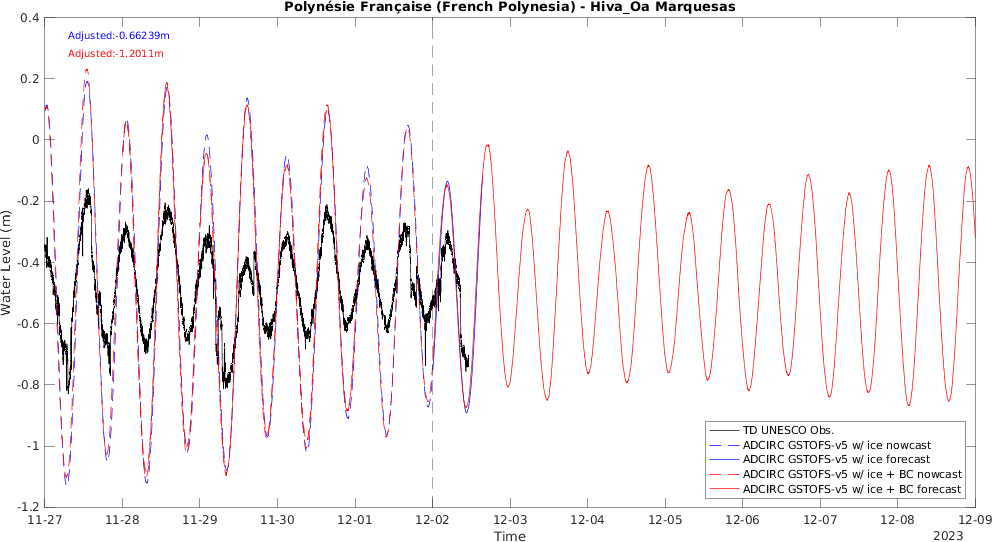 Polynésie Française (French Polynesia) - Hiva_Oa Marquesas
Adjusted:-0.66239m
Adjusted:-1.2011m
0.4
0.2
0
-0.2
-0.4
-0.6
-0.8
-1
-1.2
Water Level (m)
TD UNESCO Obs.
ADCIRC GSTOFS-v5 w/ ice nowcast
ADCIRC GSTOFS-v5 w/ ice forecast
ADCIRC GSTOFS-v5 w/ ice + BC nowcast
ADCIRC GSTOFS-v5 w/ ice + BC forecast
11-27 11-28 11-29 11-30 12-01 12-02 12-03 12-04 12-05 12-06 12-07 12-08 12-09
Time
2023